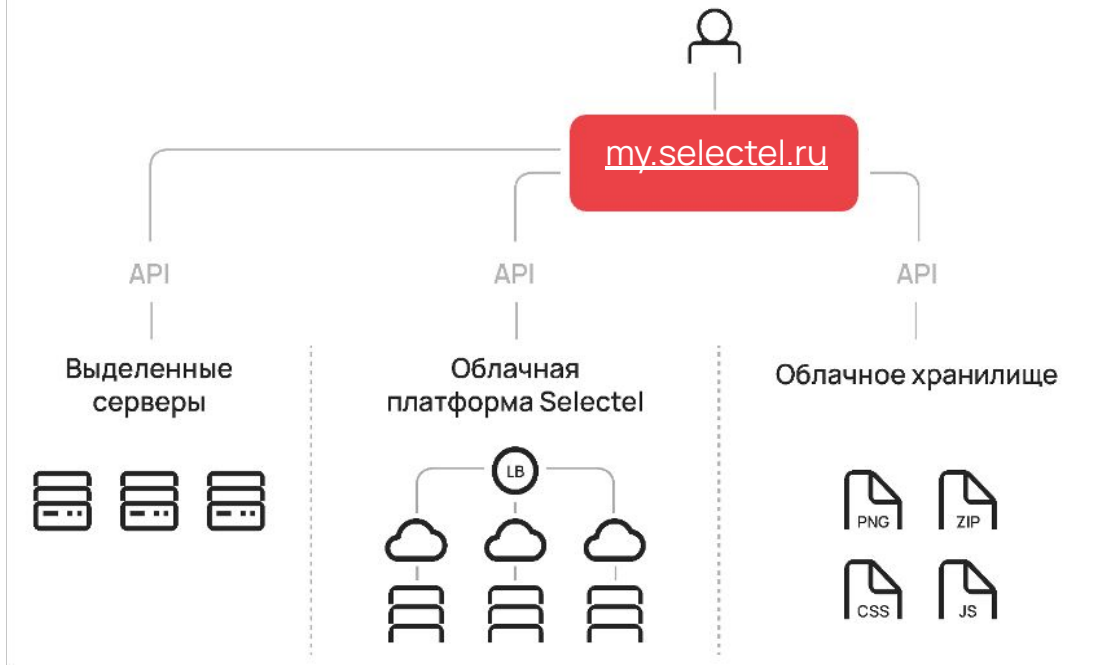 my.selectel.ru
API
API
API
Выделенные
серверы
Облачная
платформа Selectel
Облачное хранилище
LB
PNG
ZIP
CSS
JS